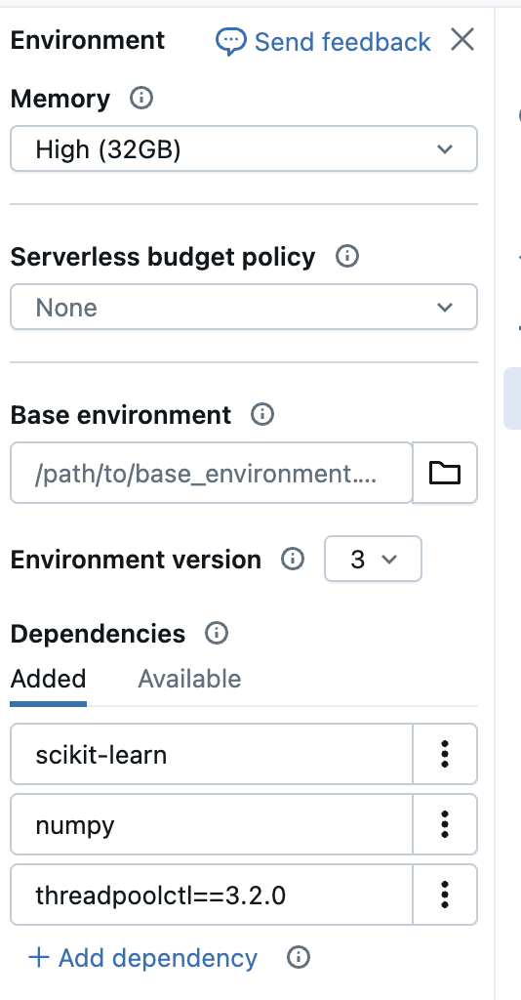 Environment Send feedback
Memory
High (32GB)
Serverless budget policy
None
Base environment
/path/to/base_environment....
Environment version 3
Dependencies
Added Available
scikit-learn
numpy
threadpoolctl==3.2.0
+ Add dependency